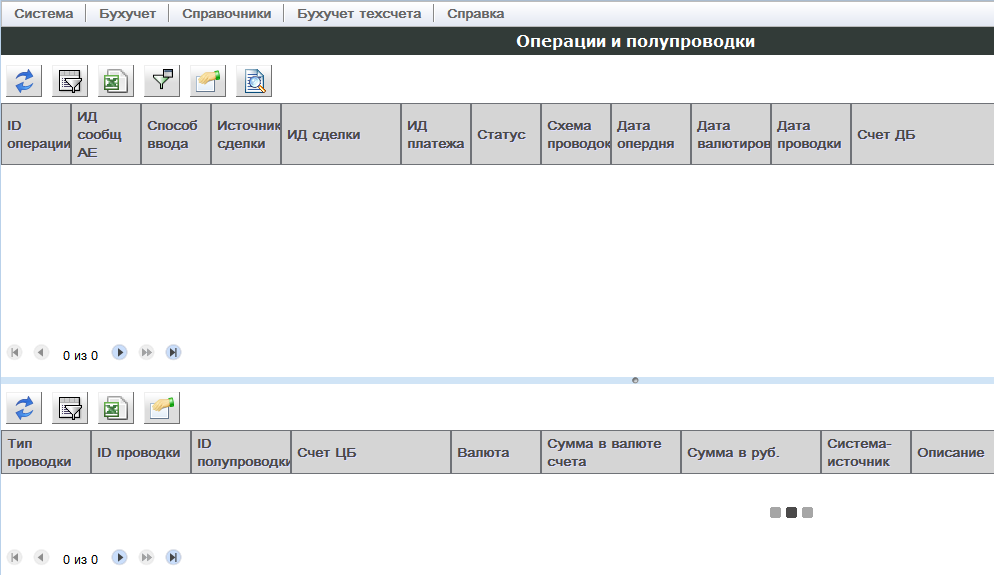 Система Бухучет Справочники Бухучет техсчета Справка
Операции и полупроводки
ID операции
ИД сообщ АЕ
Способ ввода
Источник сделки
ИД сделки
ИД платежа
Статус
Схема проводок
Дата опердня
Дата валютиров
Дата проводки
Счет ДБ
0 из 0
Тип проводки
ID проводки
ID полупроводки
Счет ЦБ
Валюта
Сумма в валюте счета
Сумма в руб.
Система-источник
Описание
0 из 0